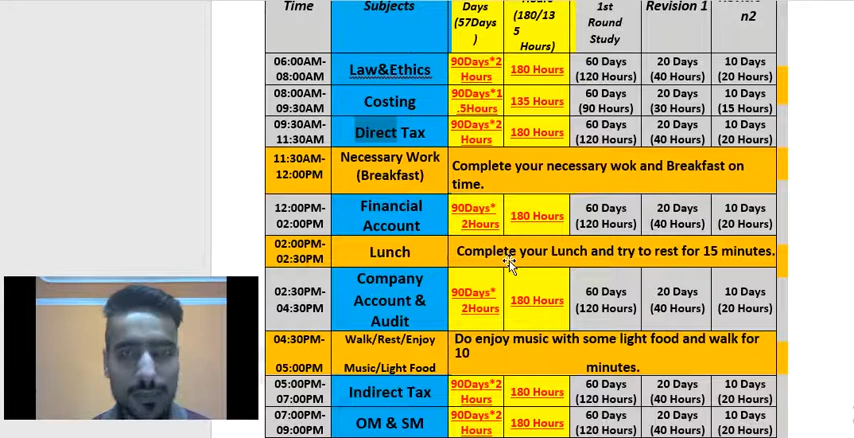 Time
Subjects
Days
(57Days
)
(180/13
5
Hours)
1st
Round
Study
Revision 1
n2
06:00AM-
08:00AM
Law&Ethics
90Days*2
Hours
180 Hours
60 Days
(120 Hours)
20 Days
(40 Hours)
10 Days
(20 Hours)
08:00AM-
09:30AM
Costing
90Days*1
.5Hours
135 Hours
60 Days
(90 Hours)
20 Days
(30 Hours)
10 Days
(15 Hours)
09:30AM-
11:30AM
Direct Tax
90Days*2
Hours
180 Hours
60 Days
(120 Hours)
20 Days
(40 Hours)
10 Days
(20 Hours)
11:30AM-
12:00PM
Necessary Work
(Breakfast)
Complete your necessary wok and Breakfast on
time.
12:00PM-
02:00PM
Financial
Account
90Days*
2Hours
180 Hours
60 Days
(120 Hours)
20 Days
(40 Hours)
10 Days
(20 Hours)
02:00PM-
02:30PM
Lunch
Complete your Lunch and try to rest for 15 minutes.
02:30PM-
04:30PM
Company
Account &
Audit
90Days*
2Hours
180 Hours
60 Days
(120 Hours)
20 Days
(40 Hours)
10 Days
(20 Hours)
04:30PM-
05:00PM
Walk/Rest/Enjoy
Music/Light Food
Do enjoy music with some light food and walk for
10
minutes.
05:00PM-
07:00PM
Indirect Tax
90Days*2
Hours
180 Hours
60 Days
(120 Hours)
20 Days
(40 Hours)
10 Days
(20 Hours)
07:00PM-
09:00PM
OM & SM
90Days*2
Hours
180 Hours
60 Days
(120 Hours)
20 Days
(40 Hours)
10 Days
(20 Hours)